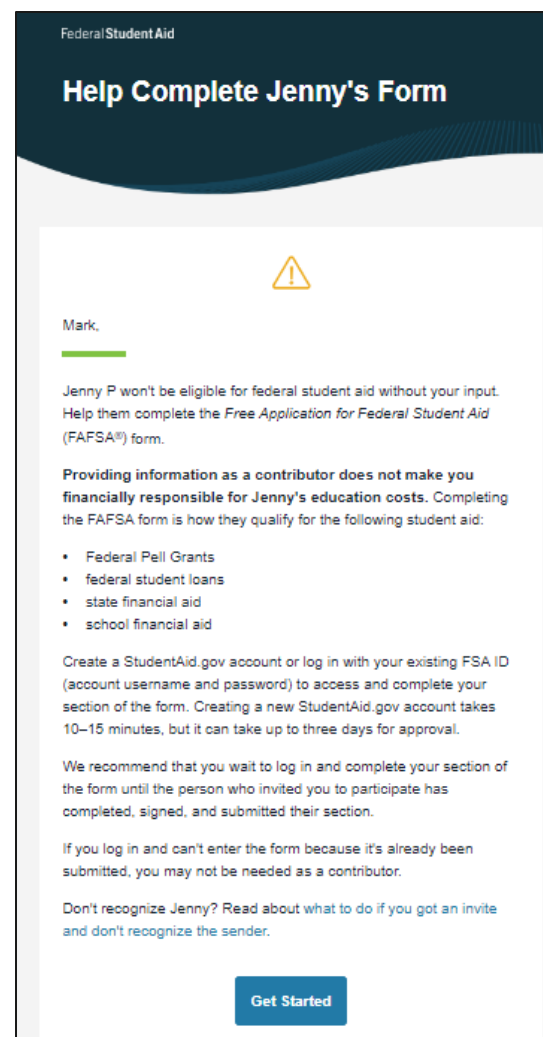 Federal Student Aid
Help Complete Jenny's Form
Mark,
Jenny P won't be eligible for federal student aid without your input.
Help them complete the Free Application for Federal Student Aid
(FAFSA®) form.
Providing information as a contributor does not make you
financially responsible for Jenny's education costs. Completing
the FAFSA form is how they qualify for the following student aid:
• Federal Pell Grants
• federal student loans
• state financial aid
• school financial aid
Create a StudentAid.gov account or log in with your existing FSA ID
(account username and password) to access and complete your
section of the form. Creating a new StudentAid.gov account takes
10–15 minutes, but it can take up to three days for approval.
We recommend that you wait to log in and complete your section of
the form until the person who invited you to participate has
completed, signed, and submitted their section.
If you log in and can't enter the form because it's already been
submitted, you may not be needed as a contributor.
Don't recognize Jenny? Read about what to do if you got an invite
and don't recognize the sender.
Get Started